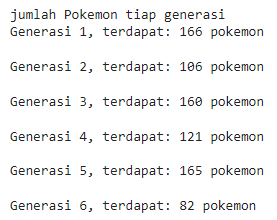 jumlah Pokemon tiap generasi
Generasi 1, terdapat: 166 pokemon
Generasi 2, terdapat: 106 pokemon
Generasi 3, terdapat: 160 pokemon
Generasi 4, terdapat: 121 pokemon
Generasi 5, terdapat: 165 pokemon
Generasi 6, terdapat: 82 pokemon